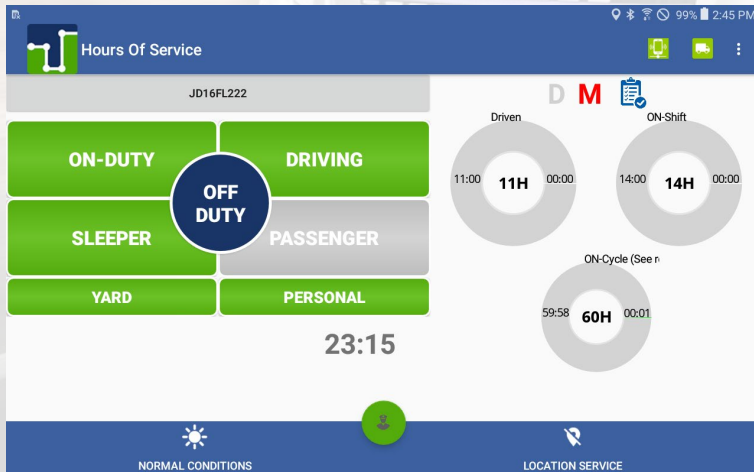 99% 2:45 PM
Hours Of Service
JD16FL222
D M
ON-DUTY
DRIVING
OFF
DUTY
SLEEPER
PASSENGER
YARD
PERSONAL
23:15
Driven
11:00 11H 00:00
ON-Shift
14:00 14H 00:00
ON-Cycle (See r
59:58 60H 00:01
NORMAL CONDITIONS
LOCATION SERVICE